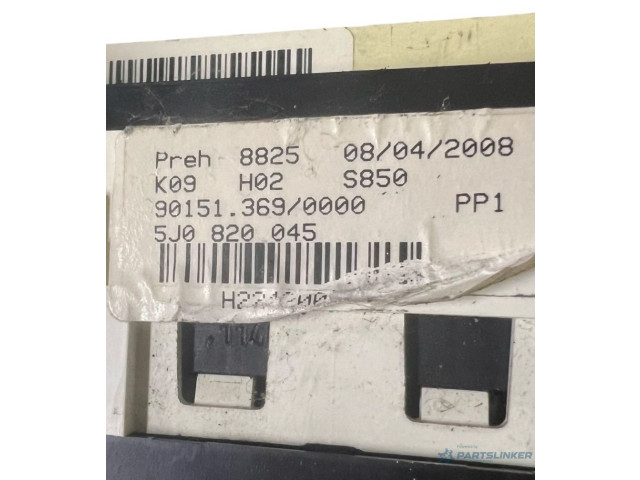 Preh 8825 08/04/2008
K09 H02 S850
90151.369/0000 PP1
5J0 820 045
PARTSLINKER